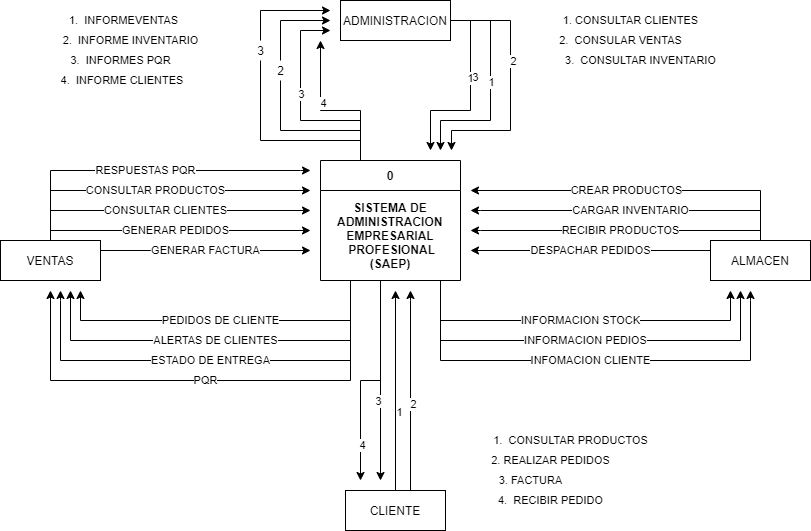 1. INFORMEVENTAS
2. INFORME INVENTARIO
3. INFORMES PQR
4. INFORME CLIENTES
ADMINISTRACION
1. CONSULTAR CLIENTES
2. CONSULAR VENTAS
3. CONSULTAR INVENTARIO
3
2
3
4
1
3
1
2
0
SISTEMA DE
ADMINISTRACION
EMPRESARIAL
PROFESIONAL
(SAEP)
RESPUESTAS PQR
CONSULTAR PRODUCTOS
CONSULTAR CLIENTES
GENERAR PEDIDOS
GENERAR FACTURA
VENTAS
CREAR PRODUCTOS
CARGAR INVENTARIO
RECIBIR PRODUCTOS
DESPACHAR PEDIDOS
ALMACEN
PEDIDOS DE CLIENTE
ALERTAS DE CLIENTES
ESTADO DE ENTREGA
PQR
INFORMACION STOCK
INFORMACION PEDIOS
INFOMACION CLIENTE
3
1
2
4
1. CONSULTAR PRODUCTOS
2. REALIZAR PEDIDOS
3. FACTURA
4. RECIBIR PEDIDO
CLIENTE